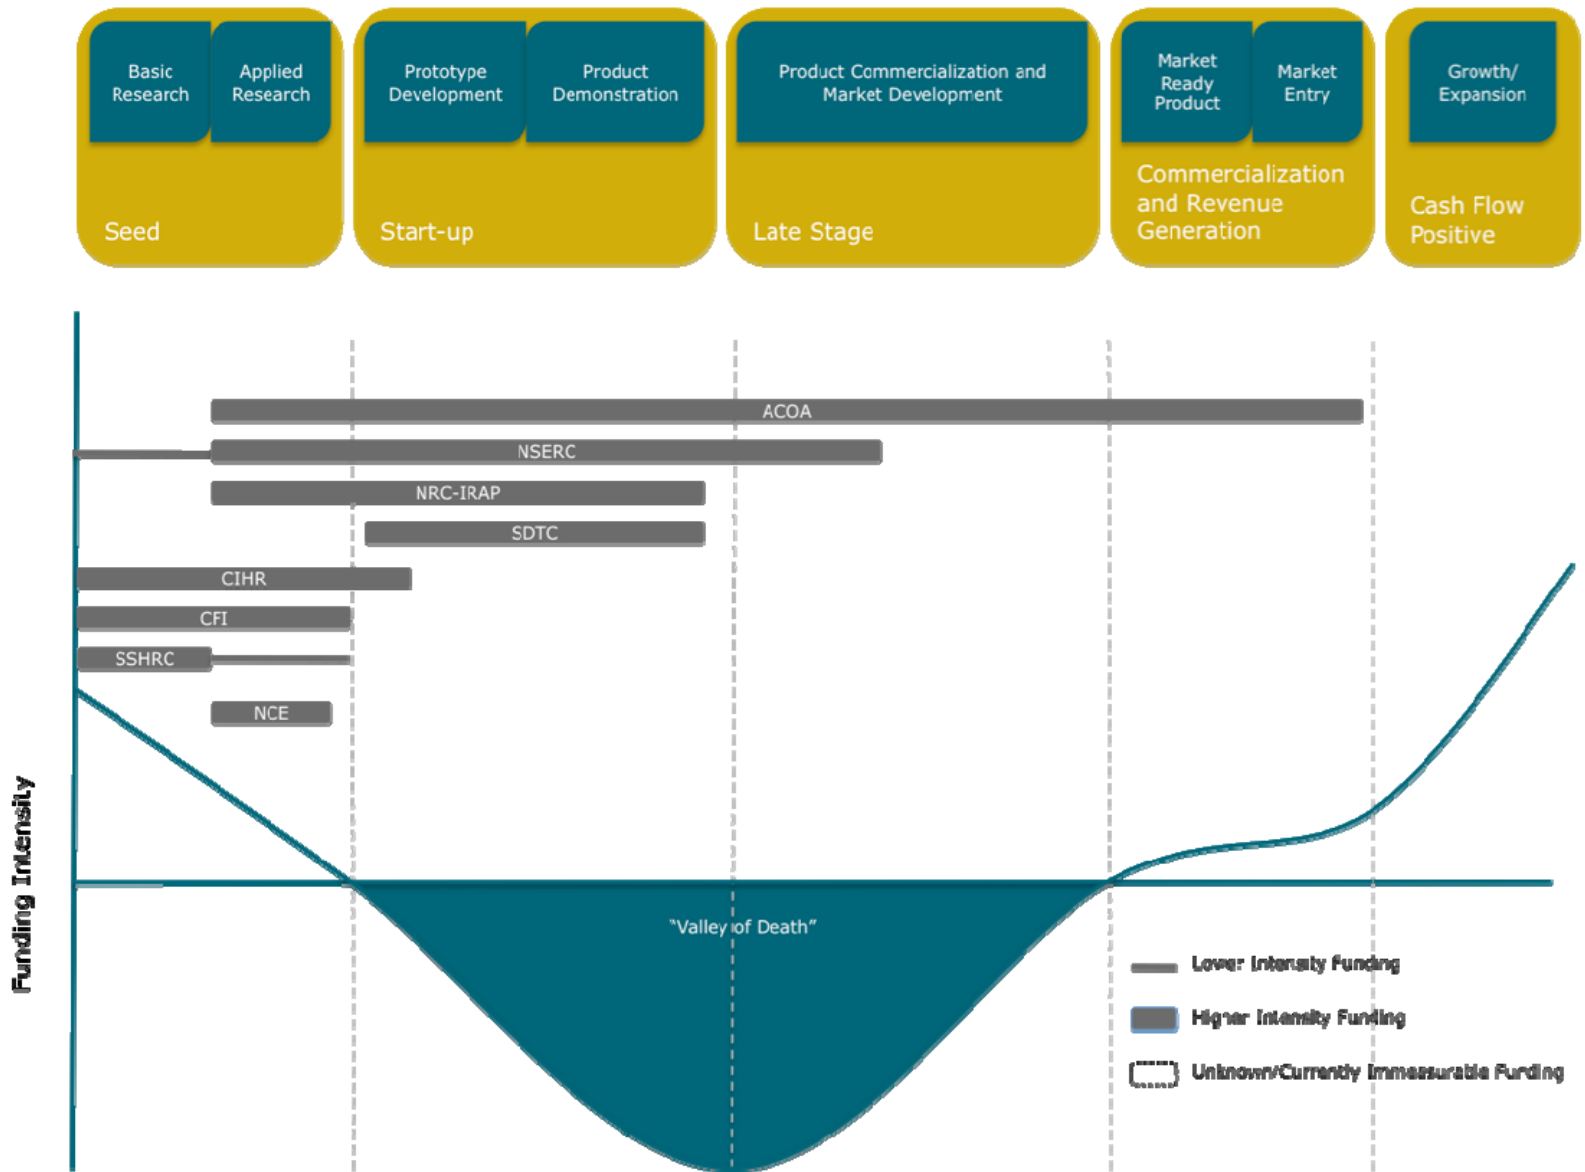 Basic
Research
Applied
Research
Prototype
Development
Product
Demonstration
Product Commercialization and
Market Development
Market
Ready
Product
Market
Entry
Growth/
Expansion
Seed
Start-up
Late Stage
Commercialization
and Revenue
Generation
Cash Flow
Positive
ACOA
NSERC
NRC-IRAP
SDTC
CIHR
CFI
SSHRC
NCE
Funding Intensity
"Valley of Death"
Lower Intensity Funding
Higher Intensity Funding
Unknown/Currently Immeasurable Funding